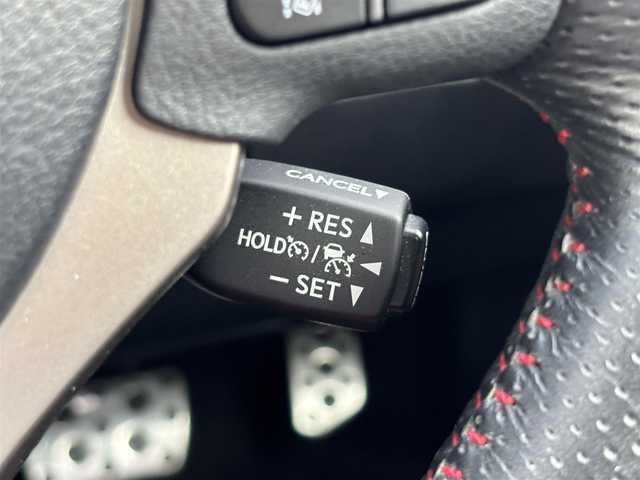 CANCEL▼
+ RES ▲
HOLD / ◀
− SET ▼